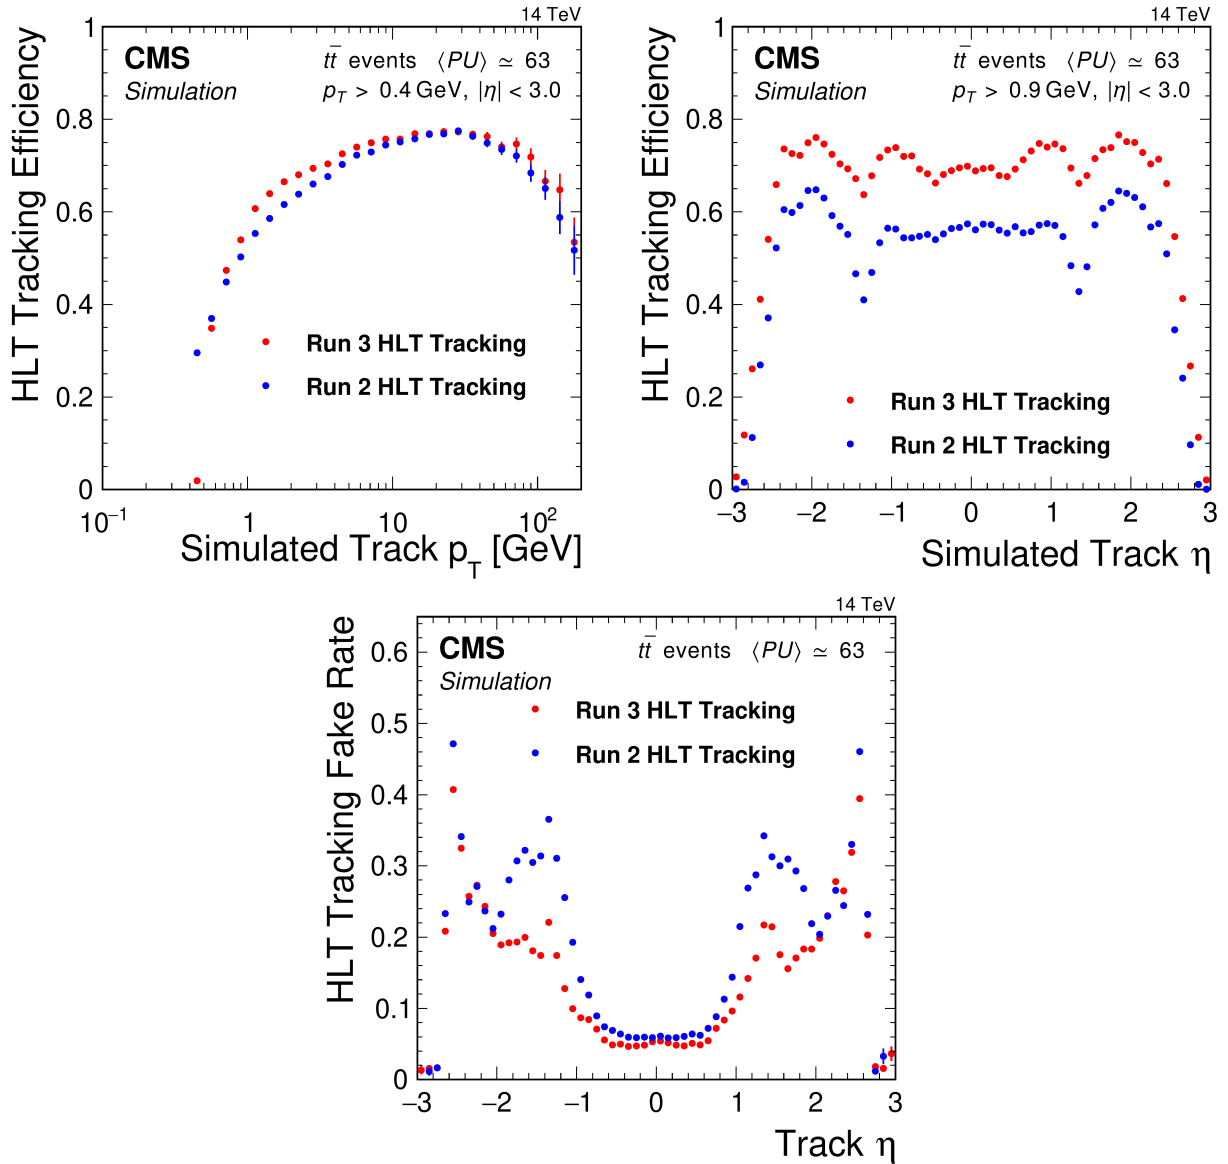 14 TeV
CMS
Simulation
tt̄ events ⟨PU⟩ ≃ 63
p_T > 0.4 GeV, |η| < 3.0
HLT Tracking Efficiency
1
0.8
0.6
0.4
0.2
0
Run 3 HLT Tracking
Run 2 HLT Tracking
10⁻¹ 1 10 10²
Simulated Track p_T [GeV]
14 TeV
CMS
Simulation
tt̄ events ⟨PU⟩ ≃ 63
p_T > 0.9 GeV, |η| < 3.0
HLT Tracking Efficiency
1
0.8
0.6
0.4
0.2
0
Run 3 HLT Tracking
Run 2 HLT Tracking
−3 −2 −1 0 1 2 3
Simulated Track η
14 TeV
CMS
Simulation
tt̄ events ⟨PU⟩ ≃ 63
HLT Tracking Fake Rate
0.6
0.5
0.4
0.3
0.2
0.1
0
Run 3 HLT Tracking
Run 2 HLT Tracking
−3 −2 −1 0 1 2 3
Track η